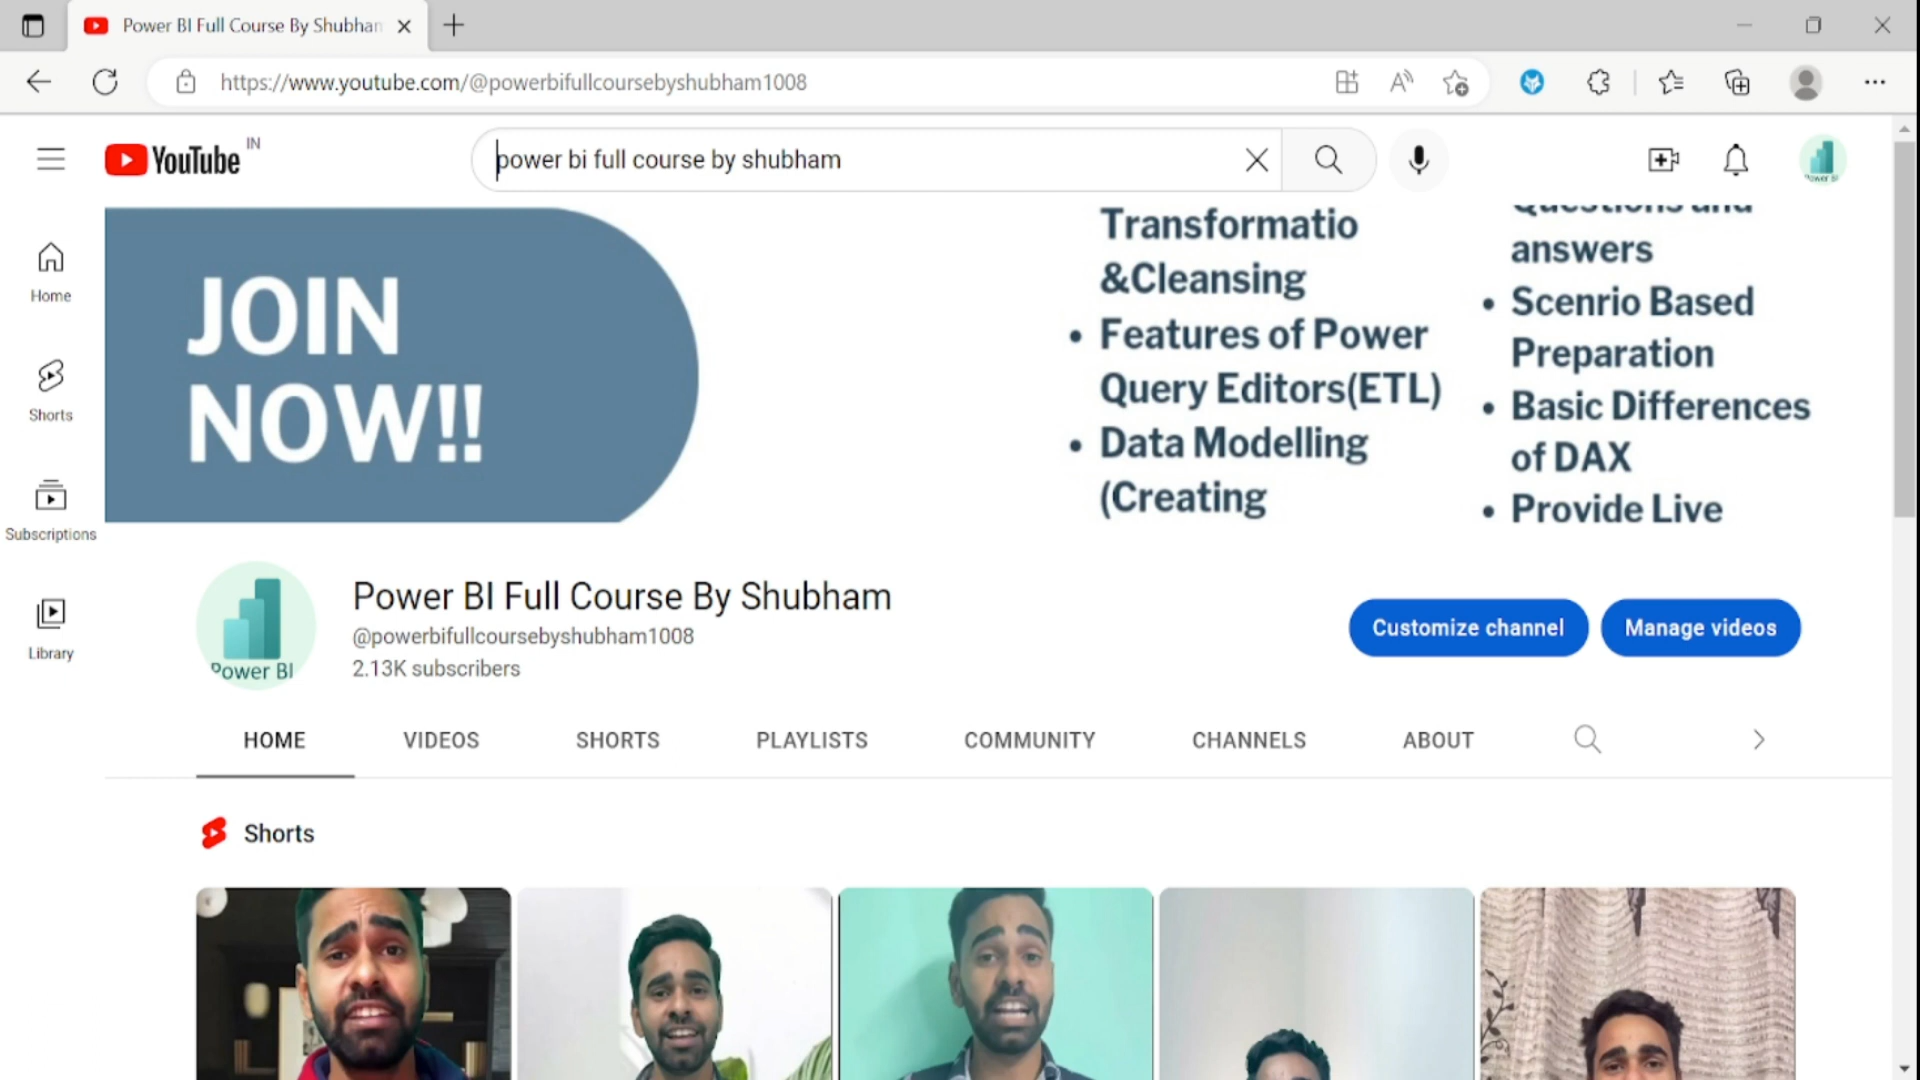 Power BI Full Course By Shubham
https://www.youtube.com/@powerbifullcoursebyshubham1008
YouTube IN
power bi full course by shubham
JOIN
NOW!!
Transformatio
&Cleansing
• Features of Power
Query Editors(ETL)
• Data Modelling
(Creating
Questions and
answers
• Scenrio Based
Preparation
• Basic Differences
of DAX
• Provide Live
Home
Shorts
Subscriptions
Library
Power BI
Power BI Full Course By Shubham
@powerbifullcoursebyshubham1008
2.13K subscribers
Customize channel
Manage videos
HOME
VIDEOS
SHORTS
PLAYLISTS
COMMUNITY
CHANNELS
ABOUT
Shorts